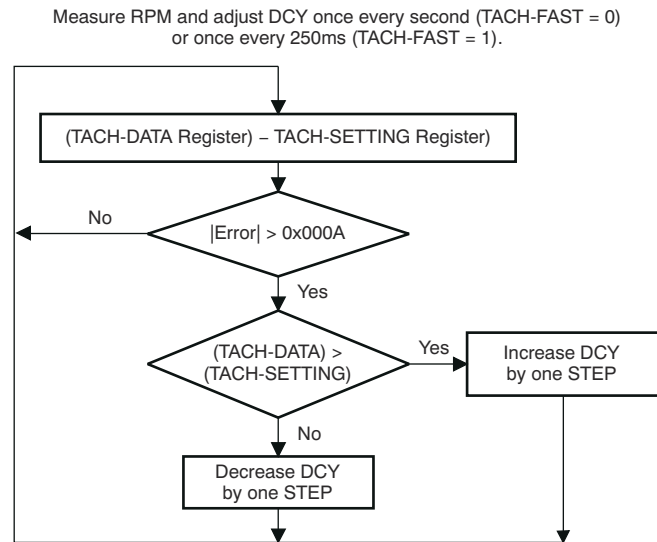 Measure RPM and adjust DCY once every second (TACH-FAST = 0)
or once every 250ms (TACH-FAST = 1).
(TACH-DATA Register) − TACH-SETTING Register)
No
|Error| > 0x000A
Yes
(TACH-DATA) >
(TACH-SETTING)
Yes
Increase DCY
by one STEP
No
Decrease DCY
by one STEP